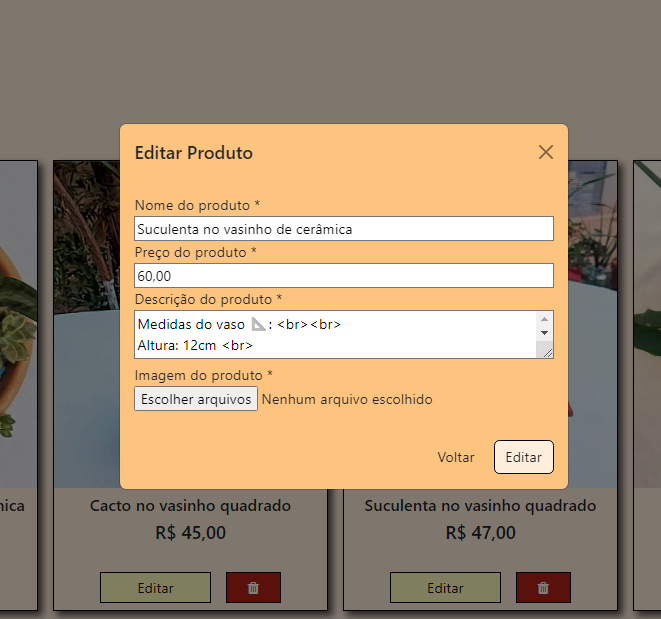 Editar Produto
Nome do produto *
Suculenta no vasinho de cerâmica
Preço do produto *
60,00
Descrição do produto *
Medidas do vaso 📐: <br><br>
Altura: 12cm <br>
Imagem do produto *
Escolher arquivos Nenhum arquivo escolhido
Voltar Editar
Cacto no vasinho quadrado Suculenta no vasinho quadrado
R$ 45,00 R$ 47,00
Editar Editar